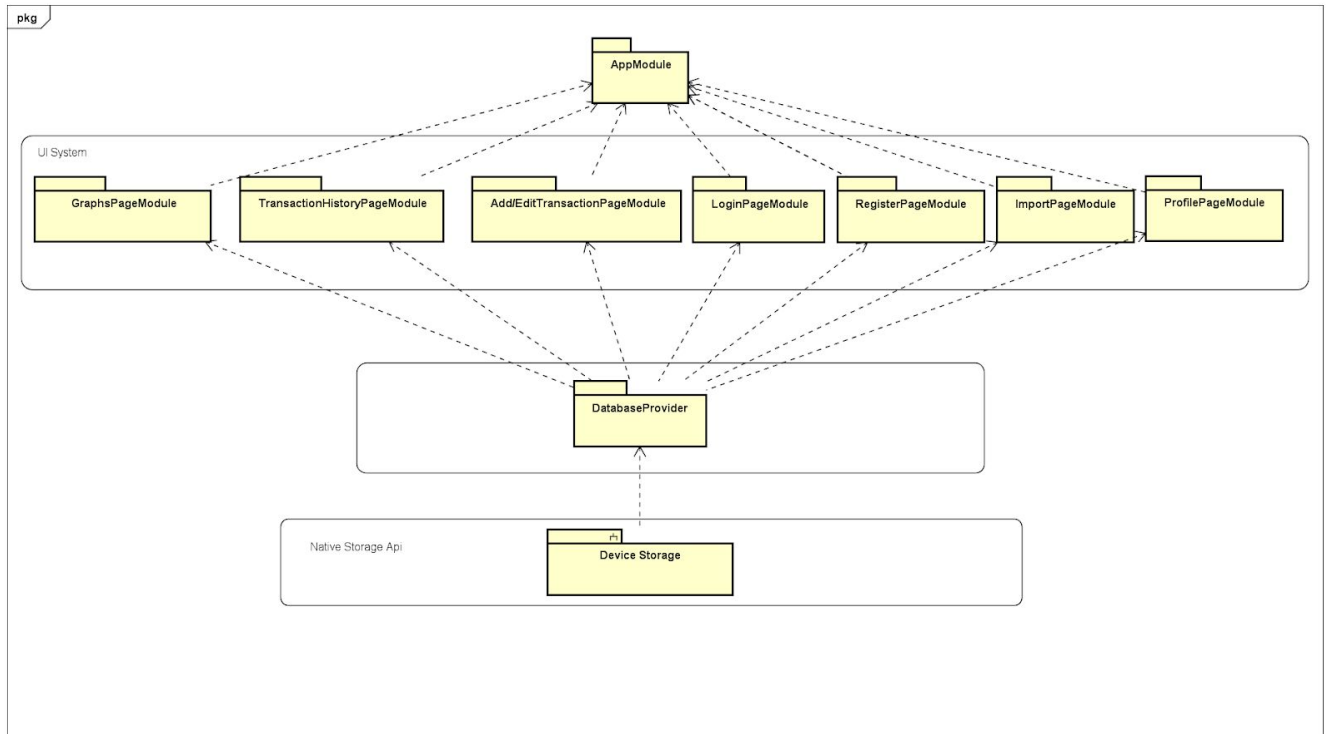 pkg
AppModule
UI System
GraphsPageModule
TransactionHistoryPageModule
Add/EditTransactionPageModule
LoginPageModule
RegisterPageModule
ImportPageModule
ProfilePageModule
DatabaseProvider
Native Storage Api
Device Storage